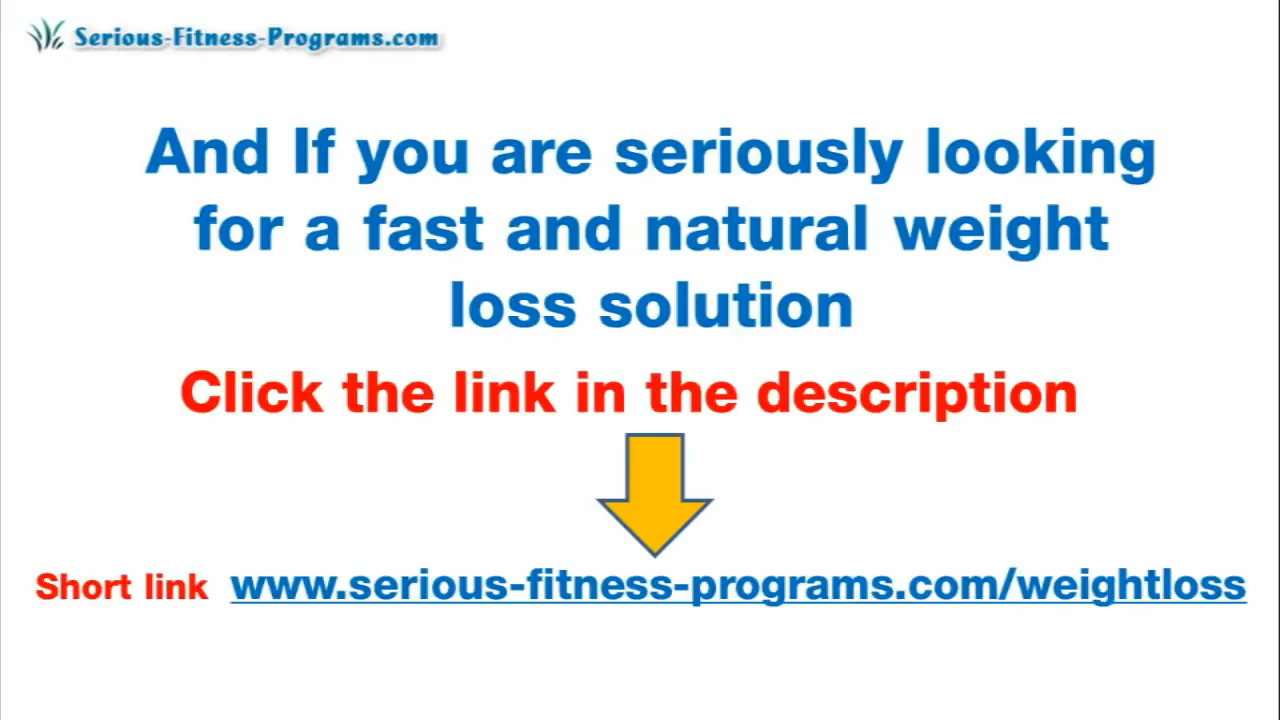 Serious-Fitness-Programs.com
And If you are seriously looking
for a fast and natural weight
loss solution
Click the link in the description
Short link www.serious-fitness-programs.com/weightloss